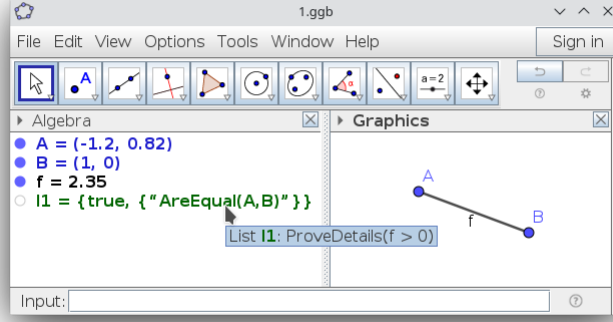 1.ggb
File Edit View Options Tools Window Help Sign in
A α a=2
Algebra
A = (-1.2, 0.82)
B = (1, 0)
f = 2.35
l1 = {true, {“AreEqual(A,B)”}}
List l1: ProveDetails(f > 0)
Graphics
A
f
B
Input: